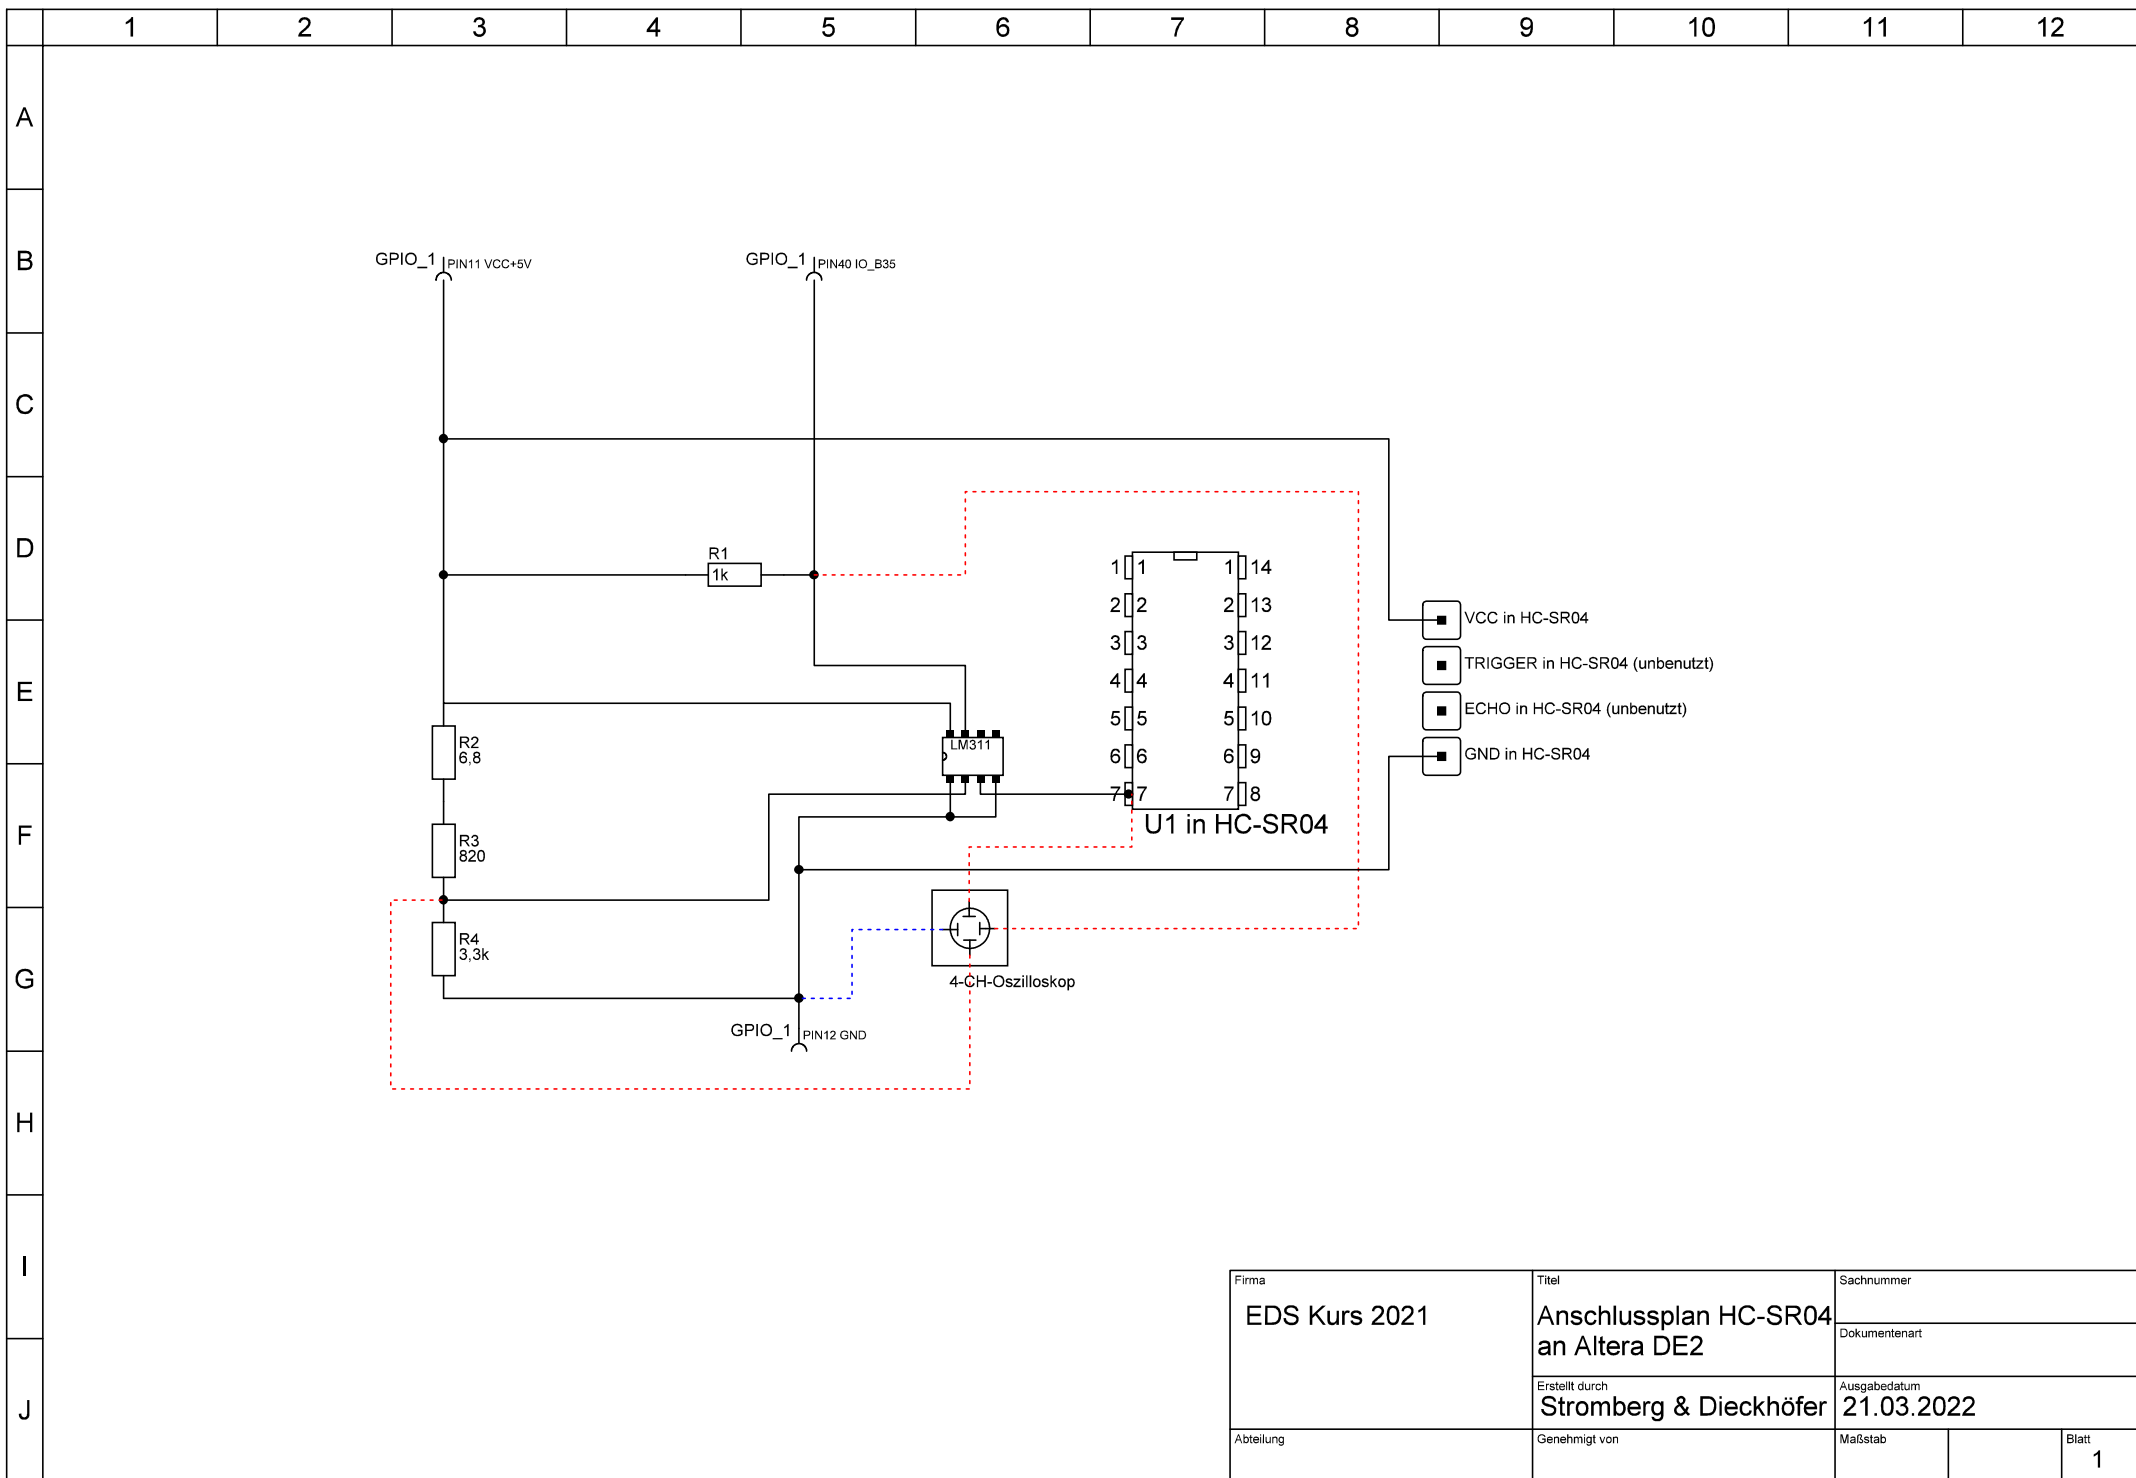 1 2 3 4 5 6 7 8 9 10 11 12
A
B
C
D
E
F
G
H
I
J
GPIO_1 PIN11 VCC+5V
GPIO_1 PIN40 IO_B35
R1
1k
R2
6,8
R3
820
R4
3,3k
LM311
1 1 1 14
2 2 2 13
3 3 3 12
4 4 4 11
5 5 5 10
6 6 6 9
7 7 7 8
U1 in HC-SR04
VCC in HC-SR04
TRIGGER in HC-SR04 (unbenutzt)
ECHO in HC-SR04 (unbenutzt)
GND in HC-SR04
4-CH-Oszilloskop
GPIO_1 PIN12 GND
Firma
EDS Kurs 2021
Titel
Anschlussplan HC-SR04
an Altera DE2
Sachnummer
Dokumentenart
Erstellt durch
Stromberg & Dieckhöfer
Ausgabedatum
21.03.2022
Abteilung
Genehmigt von
Maßstab
Blatt
1